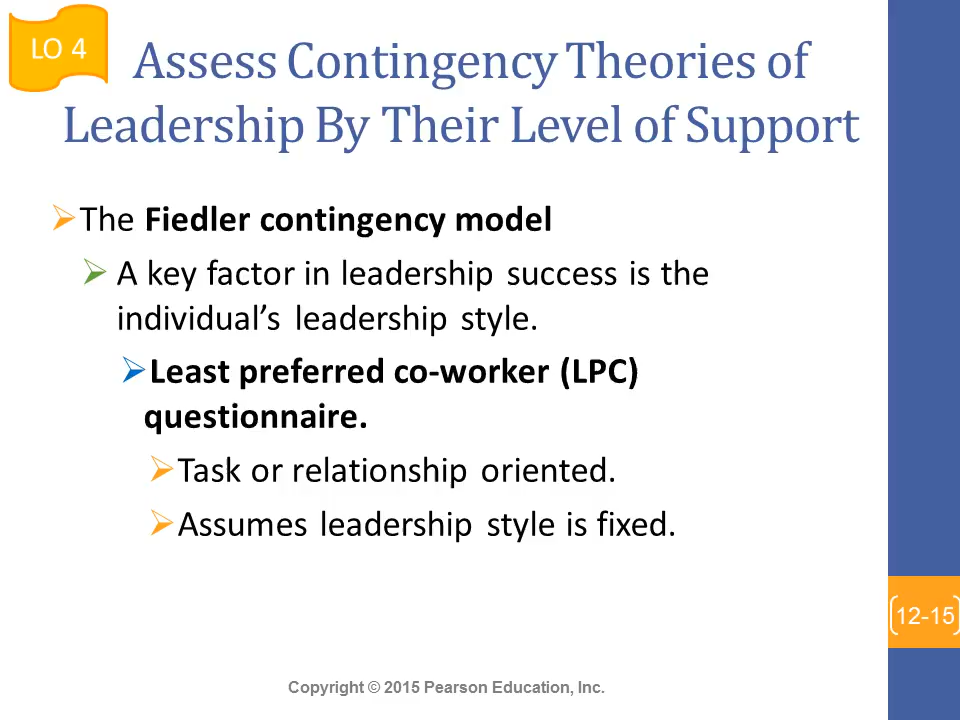 LO 4
Assess Contingency Theories of
Leadership By Their Level of Support
The Fiedler contingency model
A key factor in leadership success is the
individual’s leadership style.
Least preferred co-worker (LPC)
questionnaire.
Task or relationship oriented.
Assumes leadership style is fixed.
12-15
Copyright © 2015 Pearson Education, Inc.